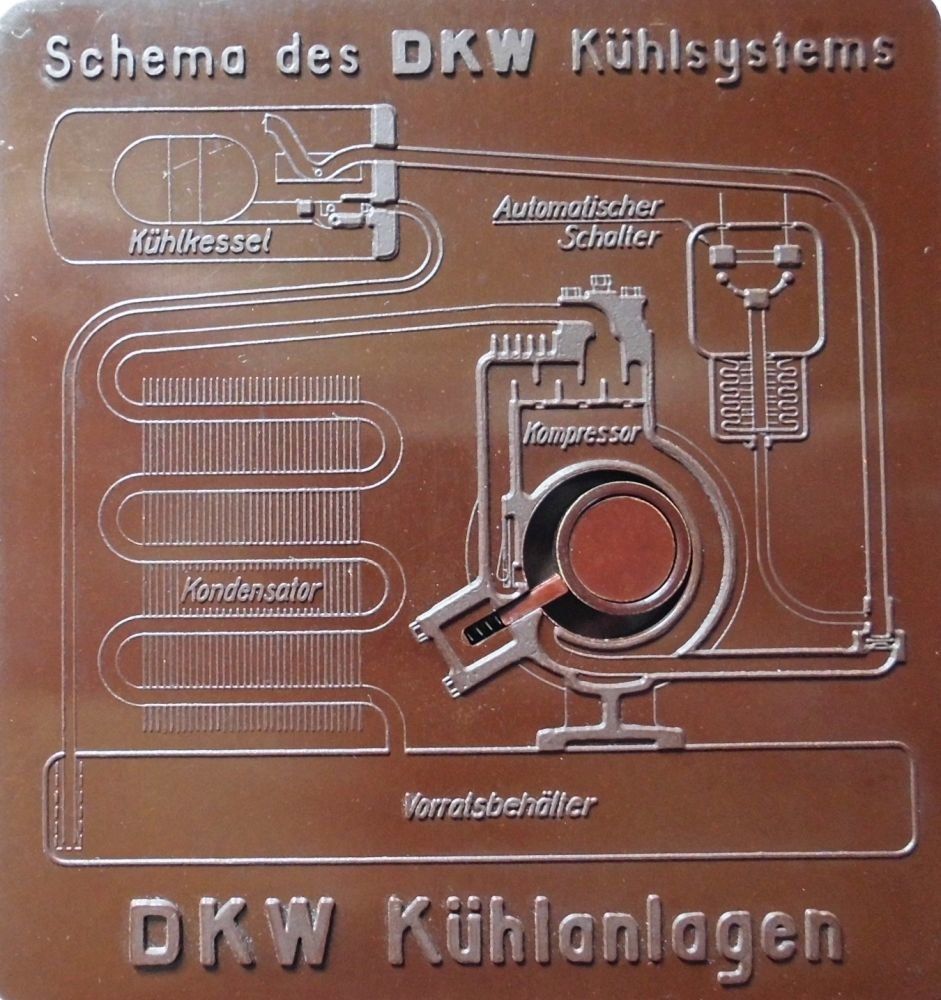 Schema des DKW Kühlsystems
Kühlkessel
Automatischer
Schalter
Kompressor
Kondensator
Vorratsbehälter
DKW Kühlanlagen